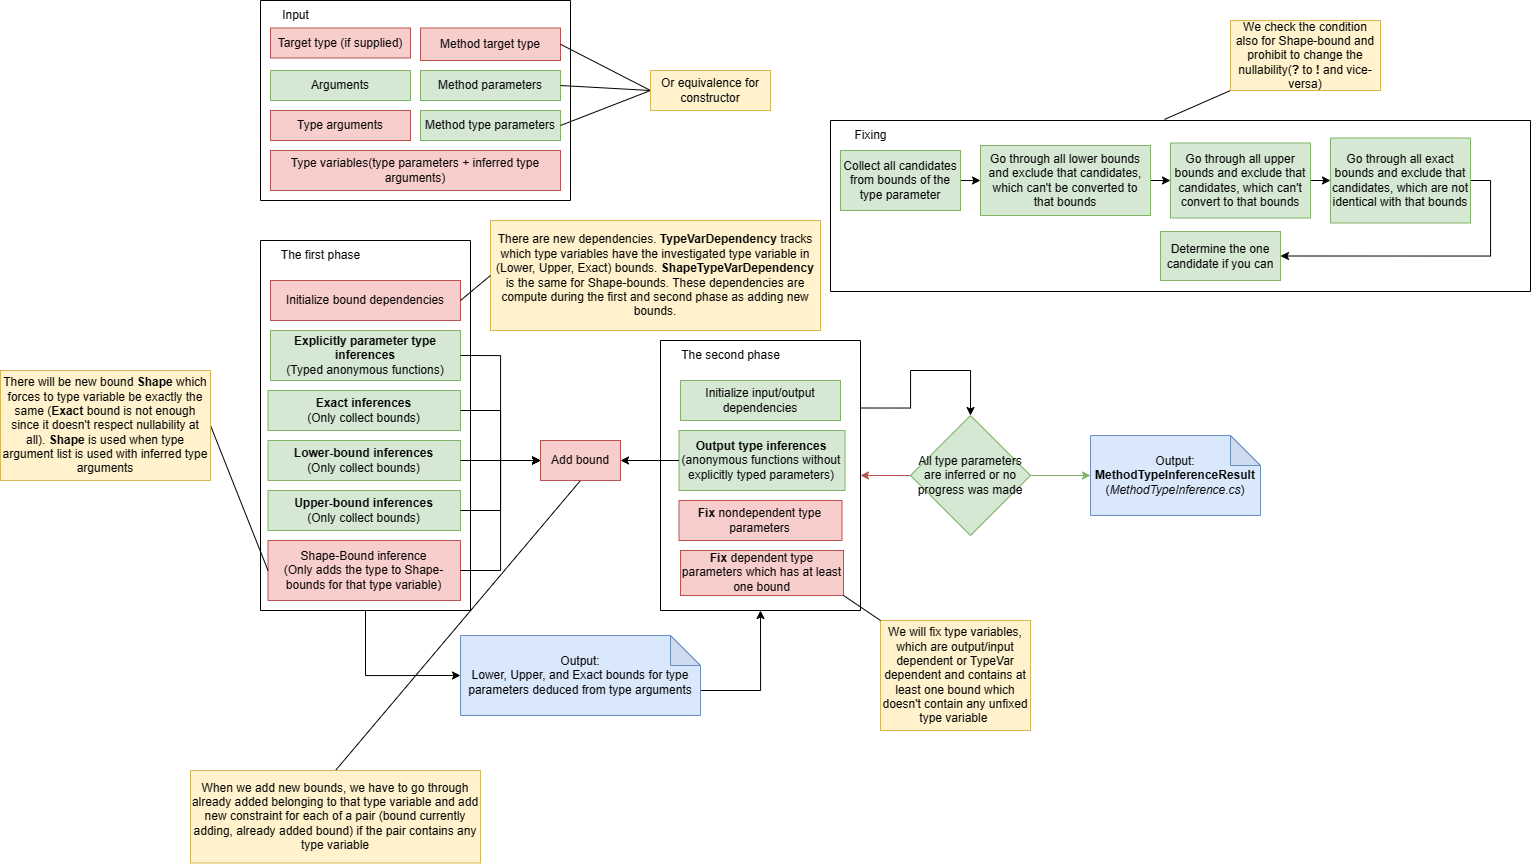 Input
Target type (if supplied)
Method target type
Arguments
Method parameters
Type arguments
Method type parameters
Type variables(type parameters + inferred type
arguments)
Or equivalence for
constructor
We check the condition
also for Shape-bound and
prohibit to change the
nullability(? to ! and vice-
versa)
Fixing
Collect all candidates
from bounds of the
type parameter
Go through all lower bounds
and exclude that candidates,
which can't be converted to
that bounds
Go through all upper
bounds and exclude that
candidates, which can't
convert to that bounds
Go through all exact
bounds and exclude that
candidates, which are not
identical with that bounds
Determine the one
candidate if you can
The first phase
Initialize bound dependencies
Explicitly parameter type
inferences
(Typed anonymous functions)
Exact inferences
(Only collect bounds)
Lower-bound inferences
(Only collect bounds)
Upper-bound inferences
(Only collect bounds)
Shape-Bound inference
(Only adds the type to Shape-
bounds for that type variable)
There are new dependencies. TypeVarDependency tracks
which type variables have the investigated type variable in
(Lower, Upper, Exact) bounds. ShapeTypeVarDependency
is the same for Shape-bounds. These dependencies are
compute during the first and second phase as adding new
bounds.
There will be new bound Shape which
forces to type variable be exactly the
same (Exact bound is not enough
since it doesn't respect nullability at
all). Shape is used when type
argument list is used with inferred type
arguments
Add bound
The second phase
Initialize input/output
dependencies
Output type inferences
(anonymous functions without
explicitly typed parameters)
Fix nondependent type
parameters
Fix dependent type
parameters which has at least
one bound
All type parameters
are inferred or no
progress was made
Output:
MethodTypeInferenceResult
(MethodTypeInference.cs)
We will fix type variables,
which are output/input
dependent or TypeVar
dependent and contains at
least one bound which
doesn't contain any unfixed
type variable
Output:
Lower, Upper, and Exact bounds for type
parameters deduced from type arguments
When we add new bounds, we have to go through
already added belonging to that type variable and add
new constraint for each of a pair (bound currently
adding, already added bound) if the pair contains any
type variable